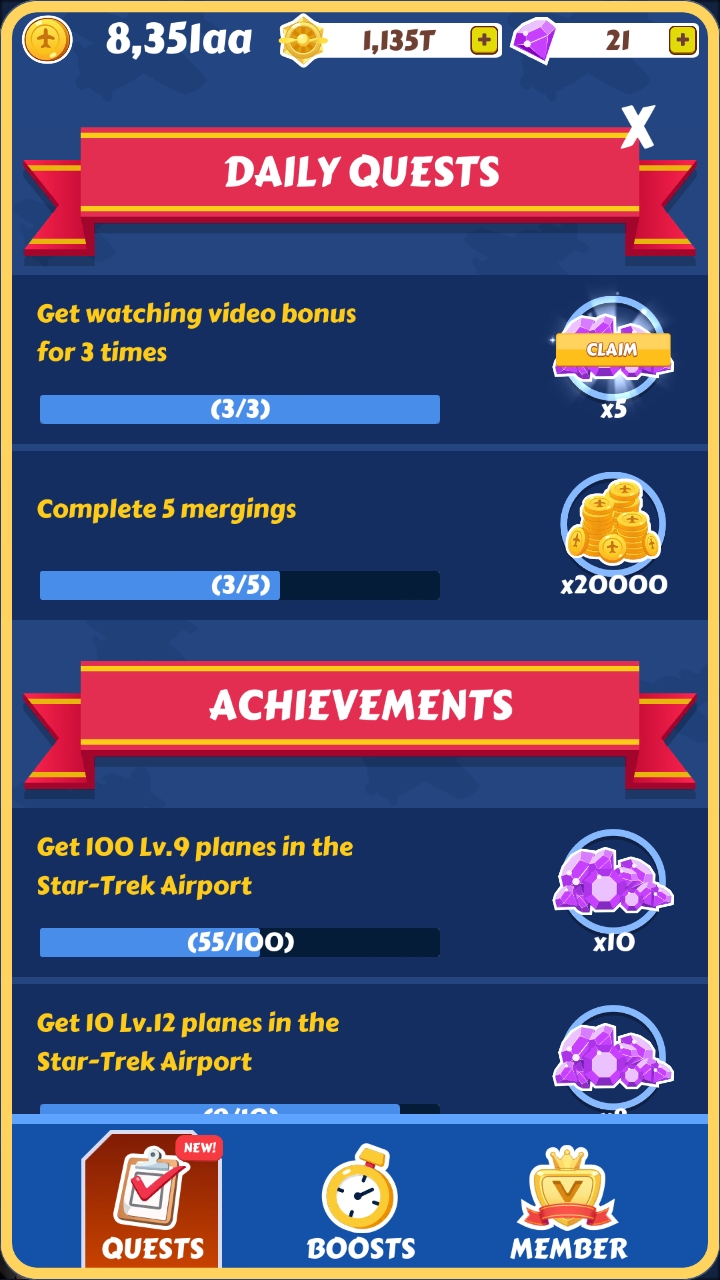 8,351aa
1,135T
21
X
DAILY QUESTS
Get watching video bonus
for 3 times
CLAIM
(3/3)
x5
Complete 5 mergings
(3/5)
x20000
ACHIEVEMENTS
Get 100 Lv.9 planes in the
Star-Trek Airport
(55/100)
x10
Get 10 Lv.12 planes in the
Star-Trek Airport
NEW!
QUESTS
BOOSTS
V
MEMBER